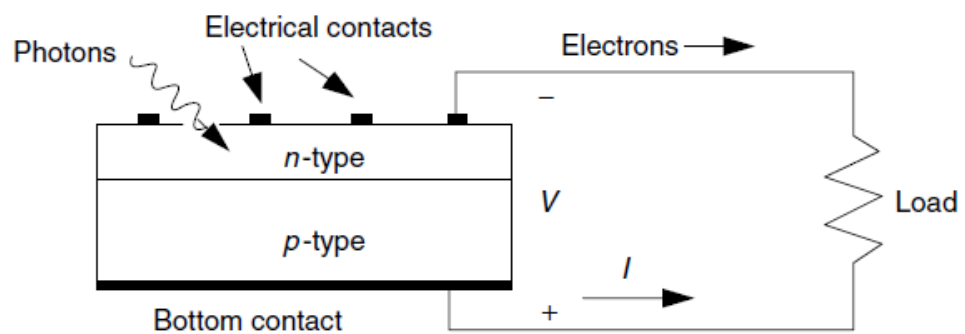 Electrical contacts
Photons
Electrons
−
n-type
V
Load
p-type
I
+
Bottom contact